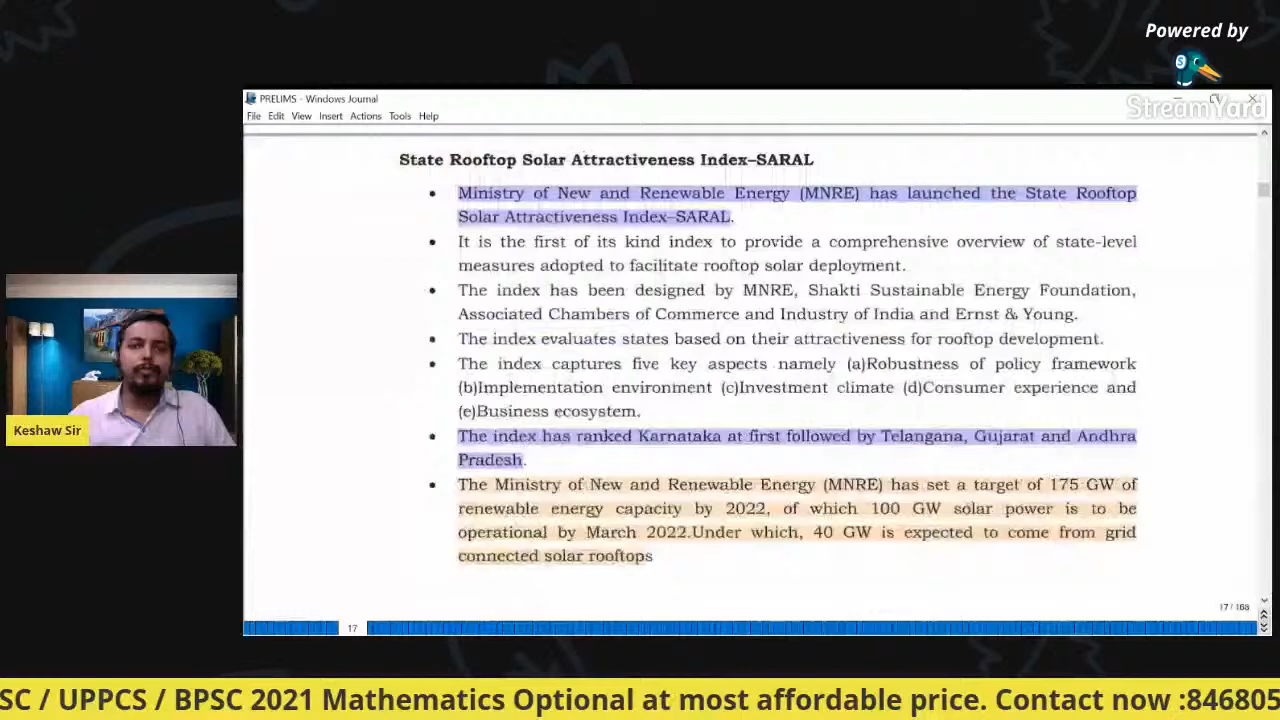 Powered by
S
StreamYard
PRELIMS - Windows Journal
File Edit View Insert Actions Tools Help
State Rooftop Solar Attractiveness Index–SARAL
• Ministry of New and Renewable Energy (MNRE) has launched the State Rooftop
Solar Attractiveness Index–SARAL.
• It is the first of its kind index to provide a comprehensive overview of state-level
measures adopted to facilitate rooftop solar deployment.
• The index has been designed by MNRE, Shakti Sustainable Energy Foundation,
Associated Chambers of Commerce and Industry of India and Ernst & Young.
• The index evaluates states based on their attractiveness for rooftop development.
• The index captures five key aspects namely (a)Robustness of policy framework
(b)Implementation environment (c)Investment climate (d)Consumer experience and
(e)Business ecosystem.
• The index has ranked Karnataka at first followed by Telangana, Gujarat and Andhra
Pradesh.
• The Ministry of New and Renewable Energy (MNRE) has set a target of 175 GW of
renewable energy capacity by 2022, of which 100 GW solar power is to be
operational by March 2022.Under which, 40 GW is expected to come from grid
connected solar rooftops
17 / 168
17
Keshaw Sir
SC / UPPCS / BPSC 2021 Mathematics Optional at most affordable price. Contact now :846805